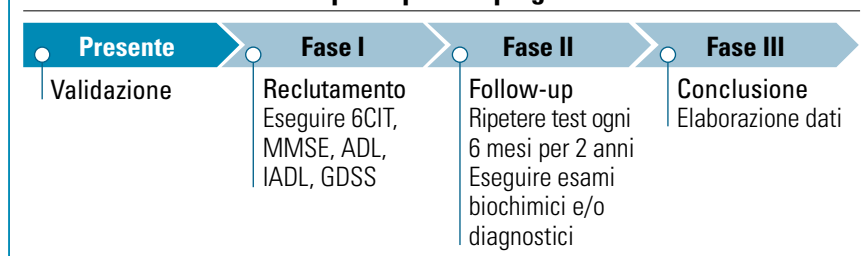 Presente
Validazione
Fase I
Reclutamento
Eseguire 6CIT,
MMSE, ADL,
IADL, GDSS
Fase II
Follow-up
Ripetere test ogni
6 mesi per 2 anni
Eseguire esami
biochimici e/o
diagnostici
Fase III
Conclusione
Elaborazione dati